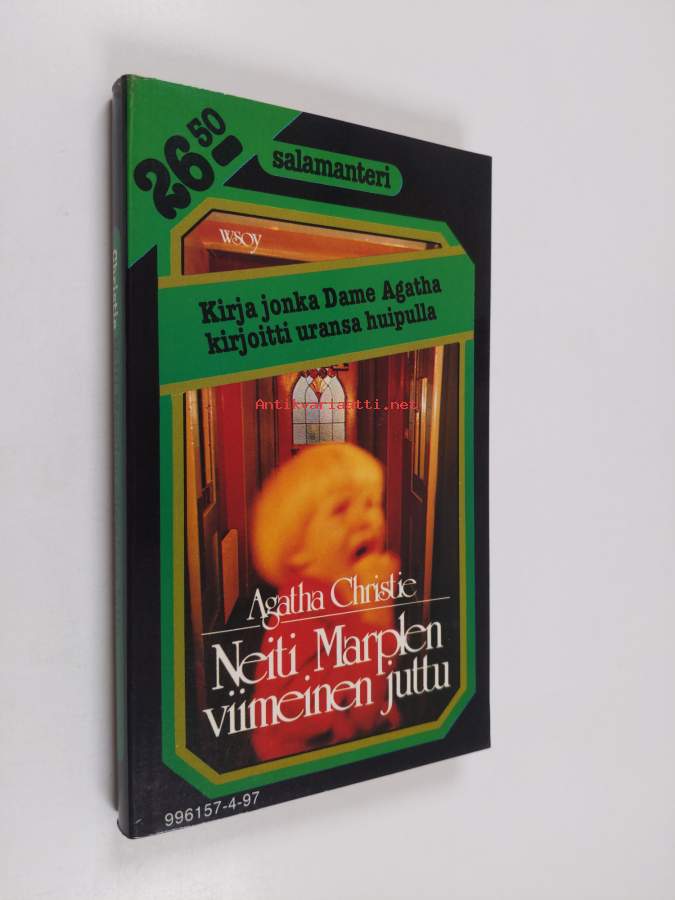 26 50
salamanteri
wsoy
Kirja jonka Dame Agatha
kirjoitti uransa huipulla
Antikvariaatti.net
Agatha Christie
Neiti Marplen
viimeinen juttu
996157-4-97
Christie